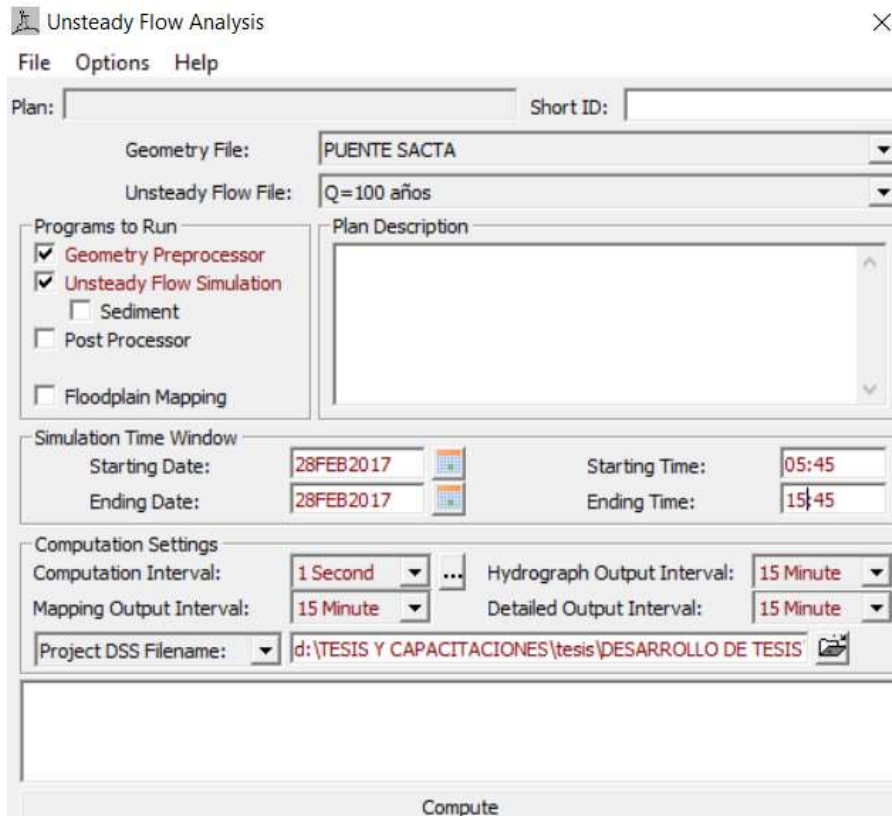 Unsteady Flow Analysis
File Options Help
Plan: Short ID:
Geometry File: PUENTE SACTA
Unsteady Flow File: Q=100 años
Programs to Run Plan Description
Geometry Preprocessor
Unsteady Flow Simulation
Sediment
Post Processor
Floodplain Mapping
Simulation Time Window
Starting Date: 28FEB2017 Starting Time: 05:45
Ending Date: 28FEB2017 Ending Time: 15:45
Computation Settings
Computation Interval: 1 Second ... Hydrograph Output Interval: 15 Minute
Mapping Output Interval: 15 Minute Detailed Output Interval: 15 Minute
Project DSS Filename: d:\TESIS Y CAPACITACIONES\tesis\DESARROLLO DE TESIS
Compute